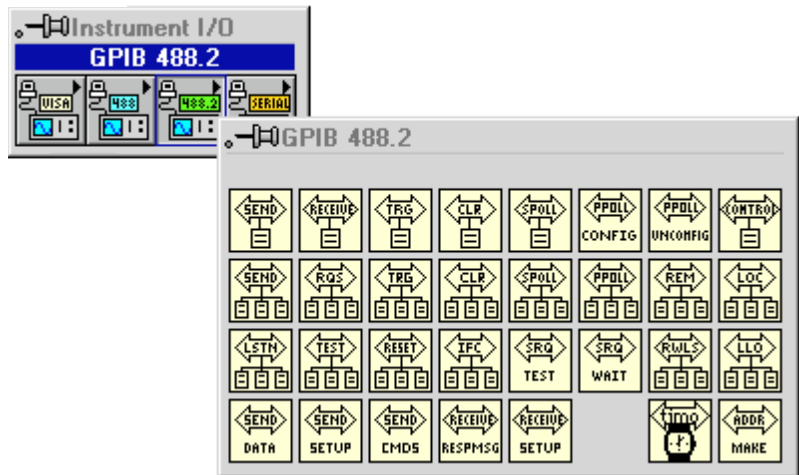 Instrument I/O
GPIB 488.2
VISA 488 488.2 SERIAL
GPIB 488.2
SEND RECEIVE TRG CLR SPOLL PPOLL PPOLL CONTROL
CONFIG UNCONFIG
SEND RQS TRG CLR SPOLL PPOLL REM LOC
LSTN TEST RESET IFC SRQ SRQ RWLS LLO
TEST WAIT
SEND SEND SEND RECEIVE RECEIVE time ADDR
DATA SETUP CMDS RESPMSG SETUP MAKE